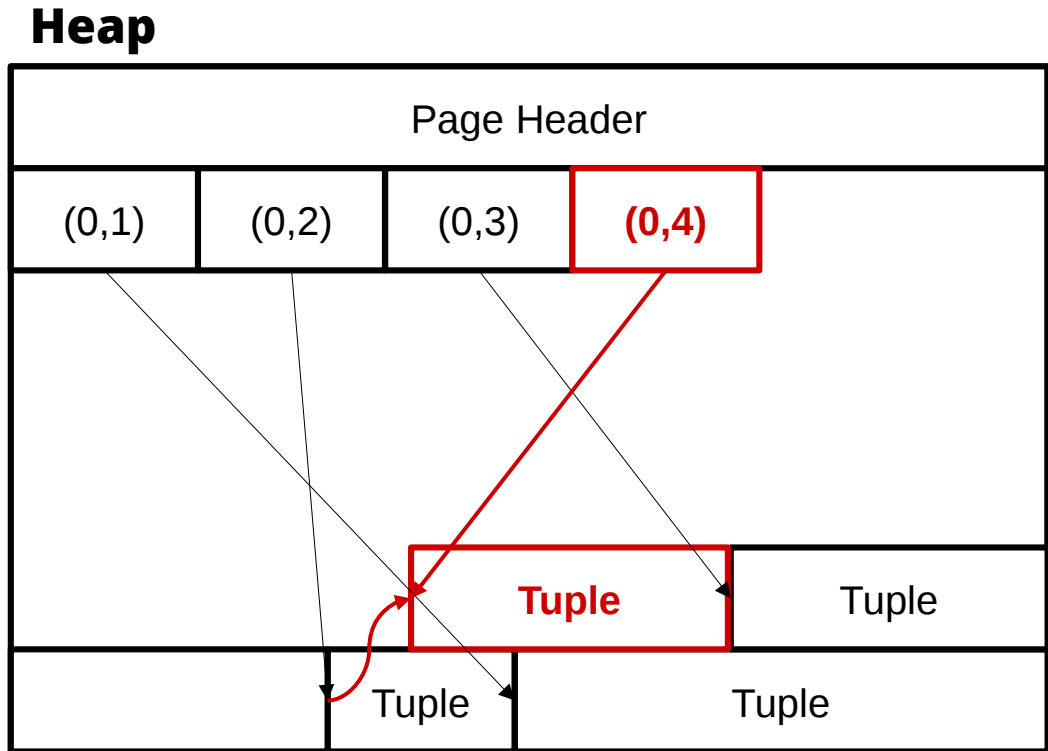 Heap
Page Header
(0,1) (0,2) (0,3) (0,4)
Tuple Tuple
Tuple Tuple